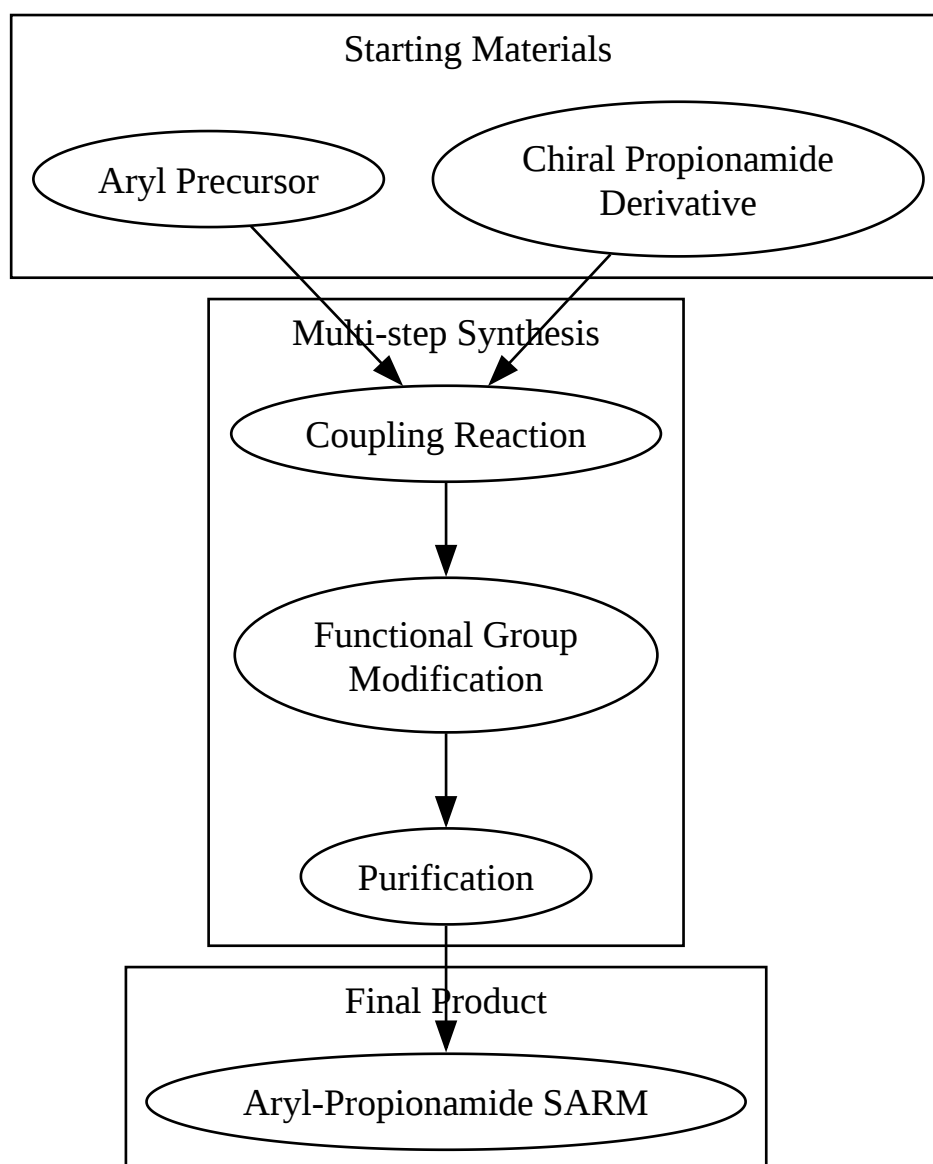 Starting Materials
Aryl Precursor
Chiral Propionamide
Derivative
Multi-step Synthesis
Coupling Reaction
Functional Group
Modification
Purification
Final Product
Aryl-Propionamide SARM